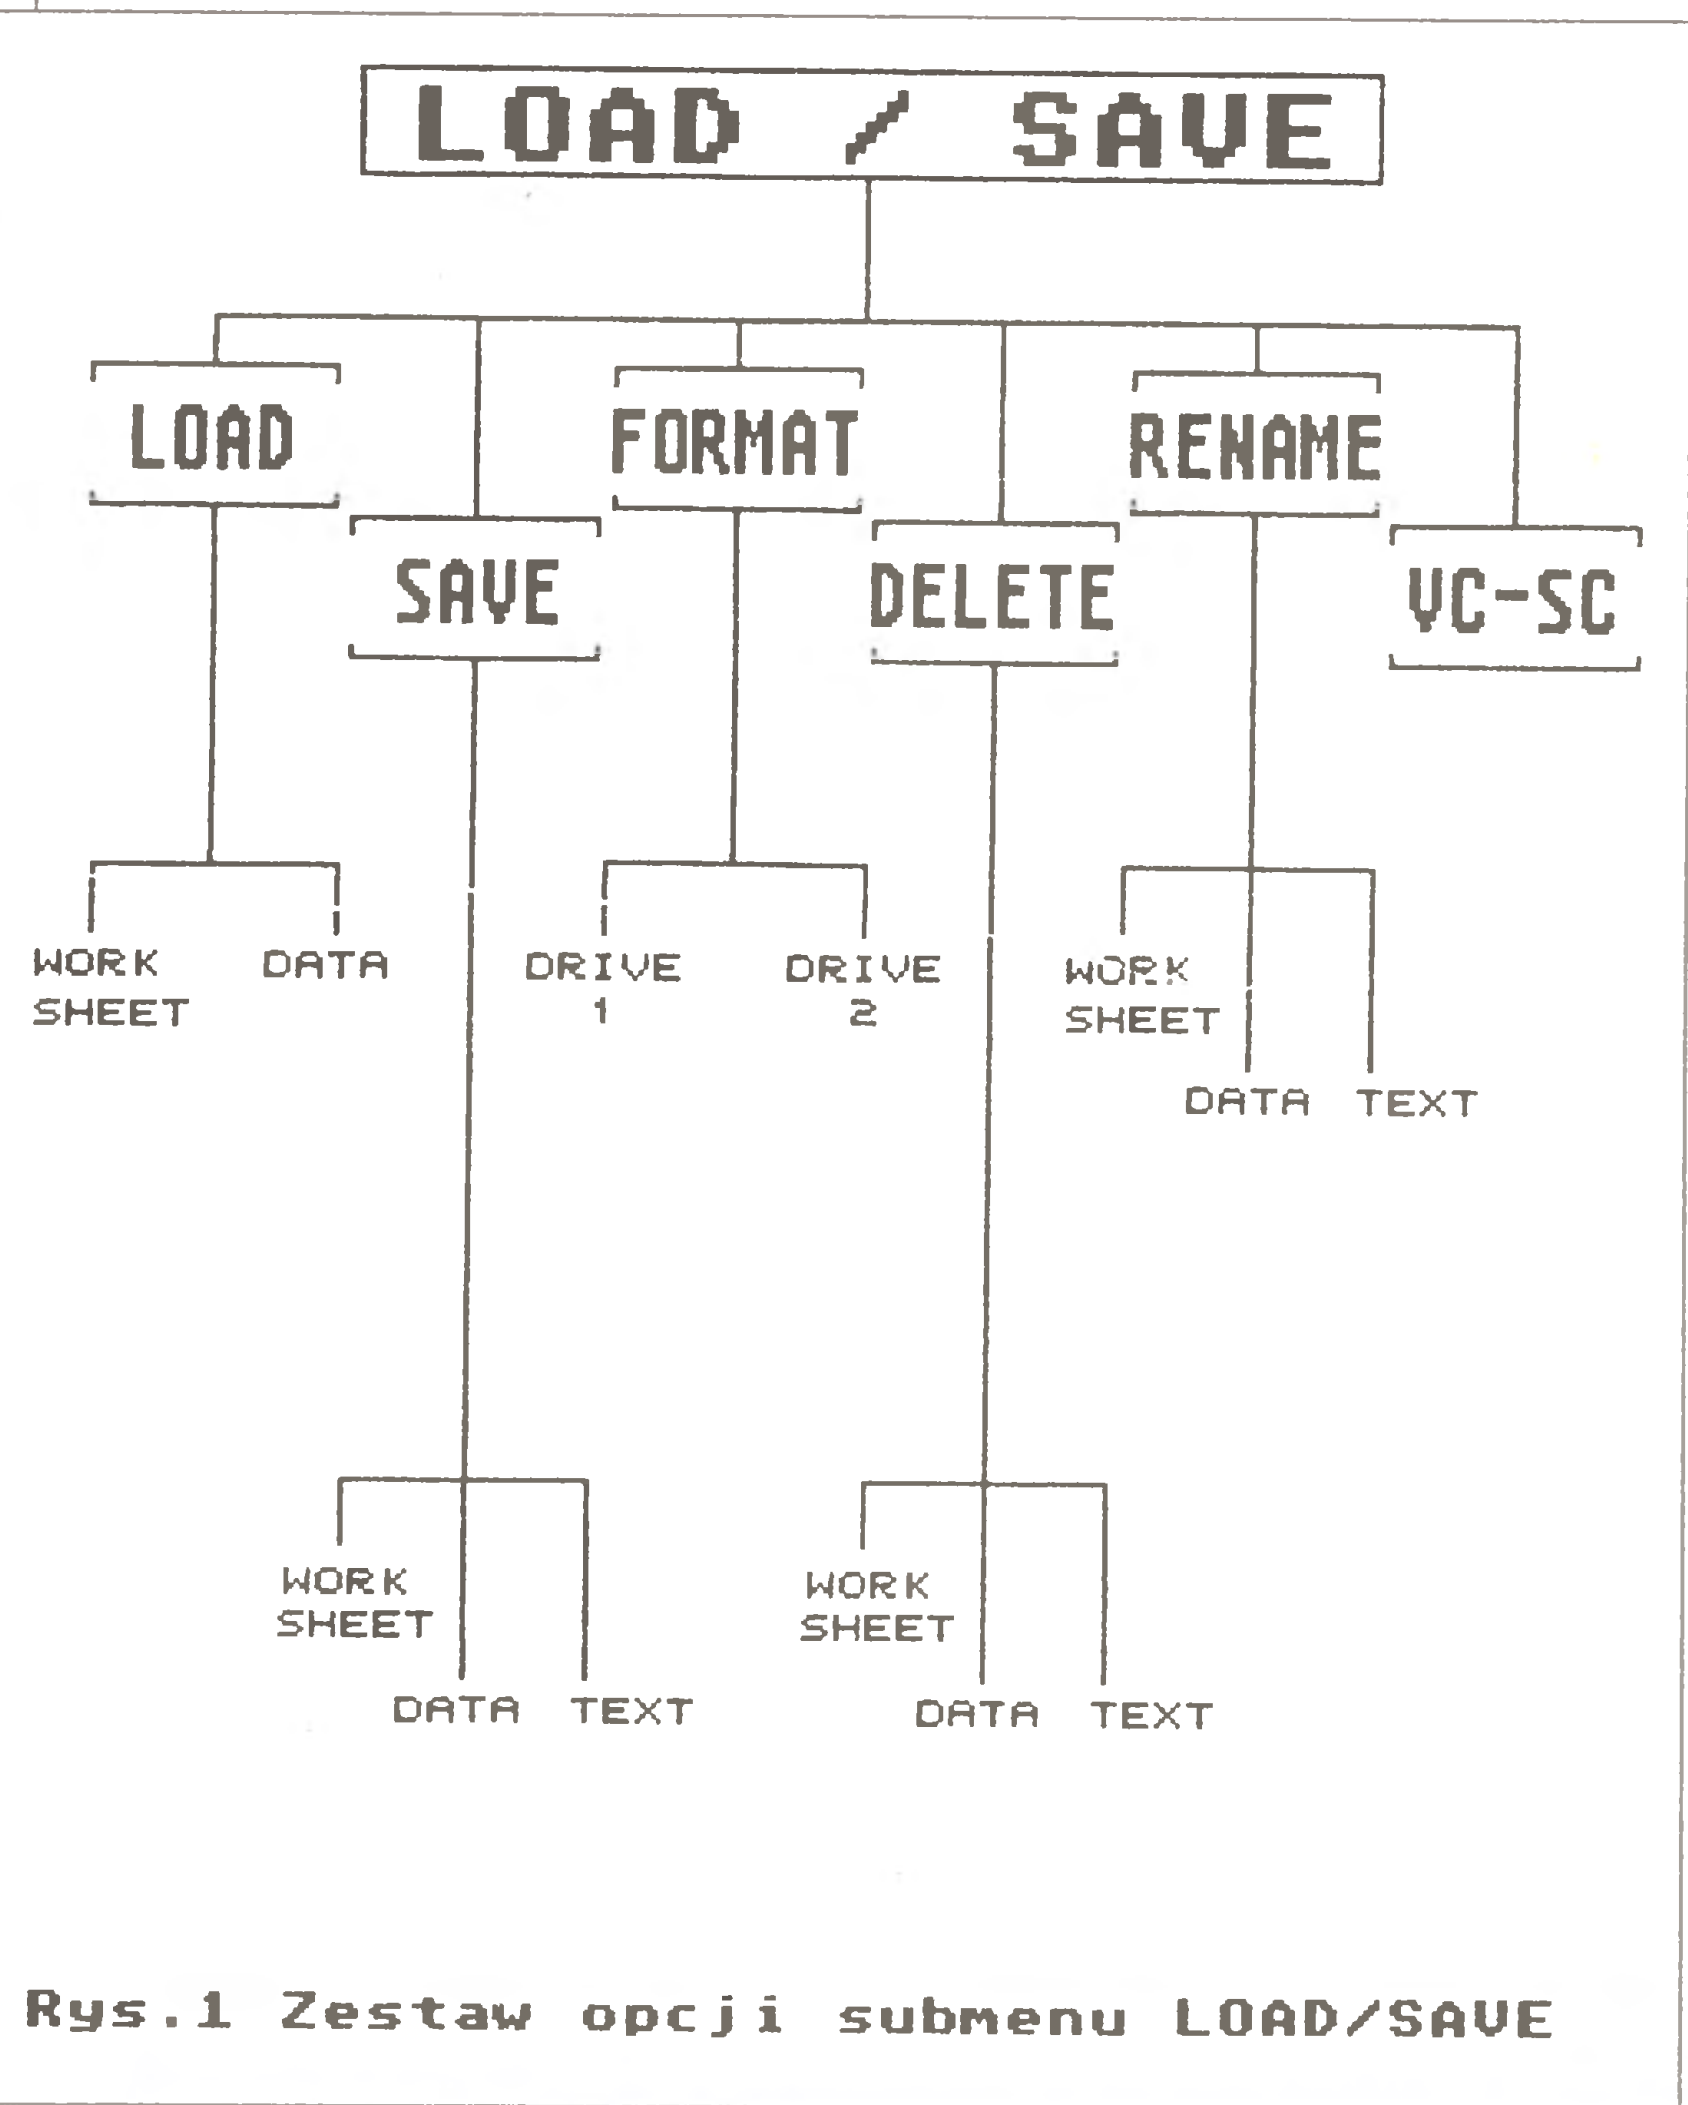 LOAD / SAVE
LOAD
FORMAT
RENAME
SAVE
DELETE
VC-SC
WORK
SHEET
DATA
DRIVE
1
DRIVE
2
WORK
SHEET
DATA
TEXT
WORK
SHEET
DATA
TEXT
WORK
SHEET
DATA
TEXT
Rys.1 Zestaw opcji submenu LOAD/SAVE